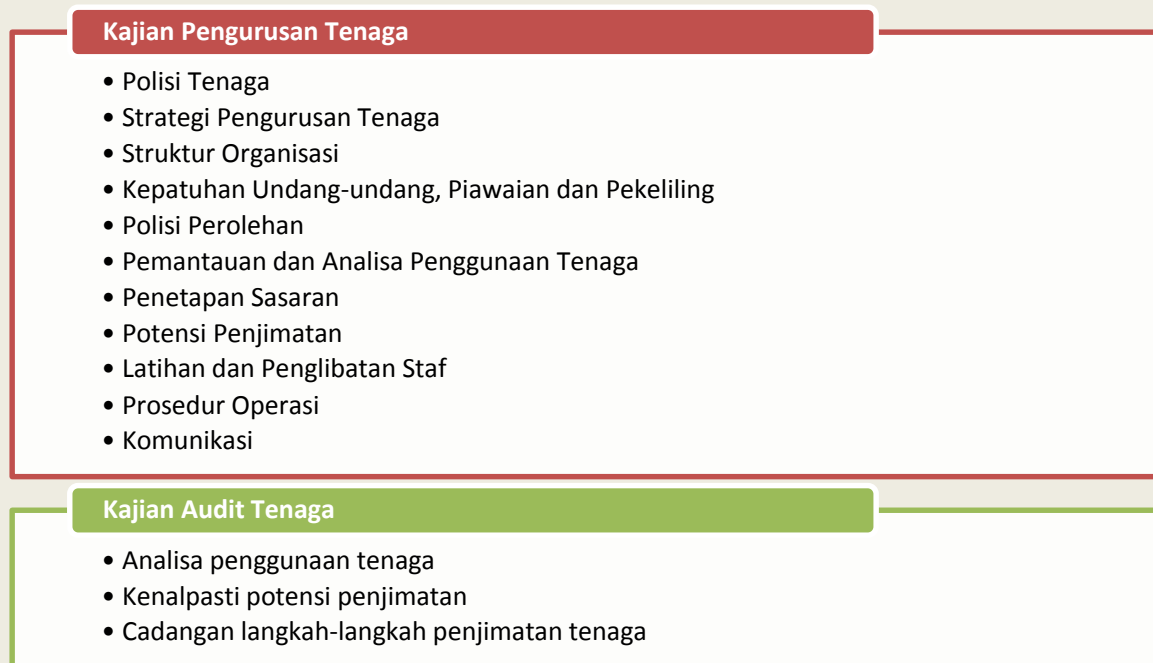 Kajian Pengurusan Tenaga
• Polisi Tenaga
• Strategi Pengurusan Tenaga
• Struktur Organisasi
• Kepatuhan Undang-undang, Piawaian dan Pekeliling
• Polisi Perolehan
• Pemantauan dan Analisa Penggunaan Tenaga
• Penetapan Sasaran
• Potensi Penjimatan
• Latihan dan Penglibatan Staf
• Prosedur Operasi
• Komunikasi
Kajian Audit Tenaga
• Analisa penggunaan tenaga
• Kenalpasti potensi penjimatan
• Cadangan langkah-langkah penjimatan tenaga